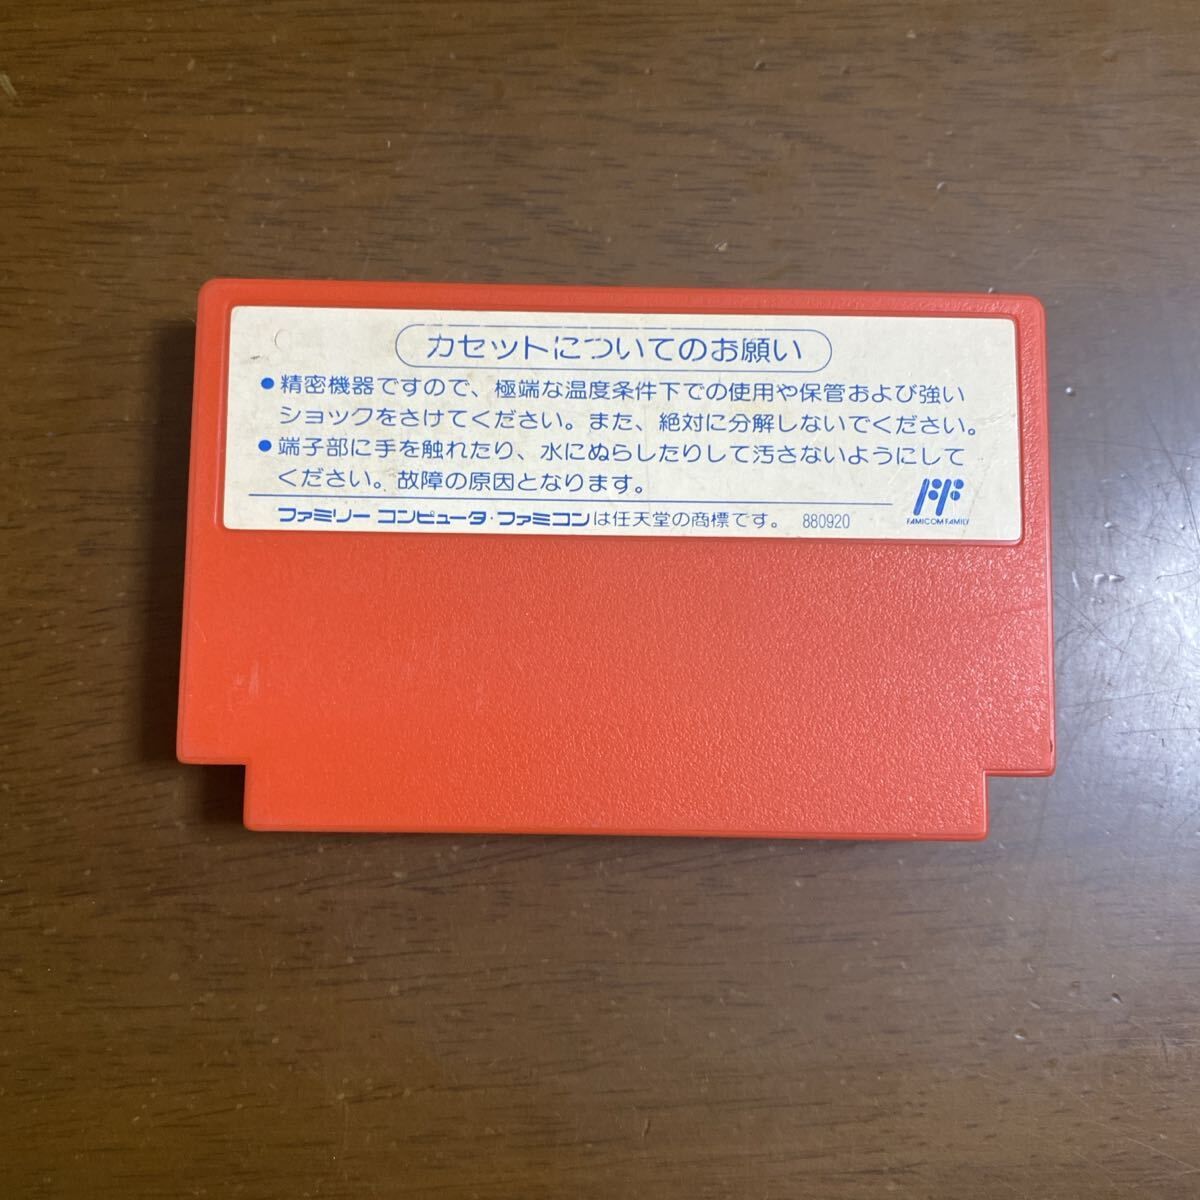 カセットについてのお願い
●精密機器ですので、極端な温度条件下での使用や保管および強い
ショックをさけてください。また、絶対に分解しないでください。
●端子部に手を触れたり、水にぬらしたりして汚さないようにして
ください。故障の原因となります。
ファミリー コンピュータ・ファミコンは任天堂の商標です。 880920
FF
FAMICOM FAMILY